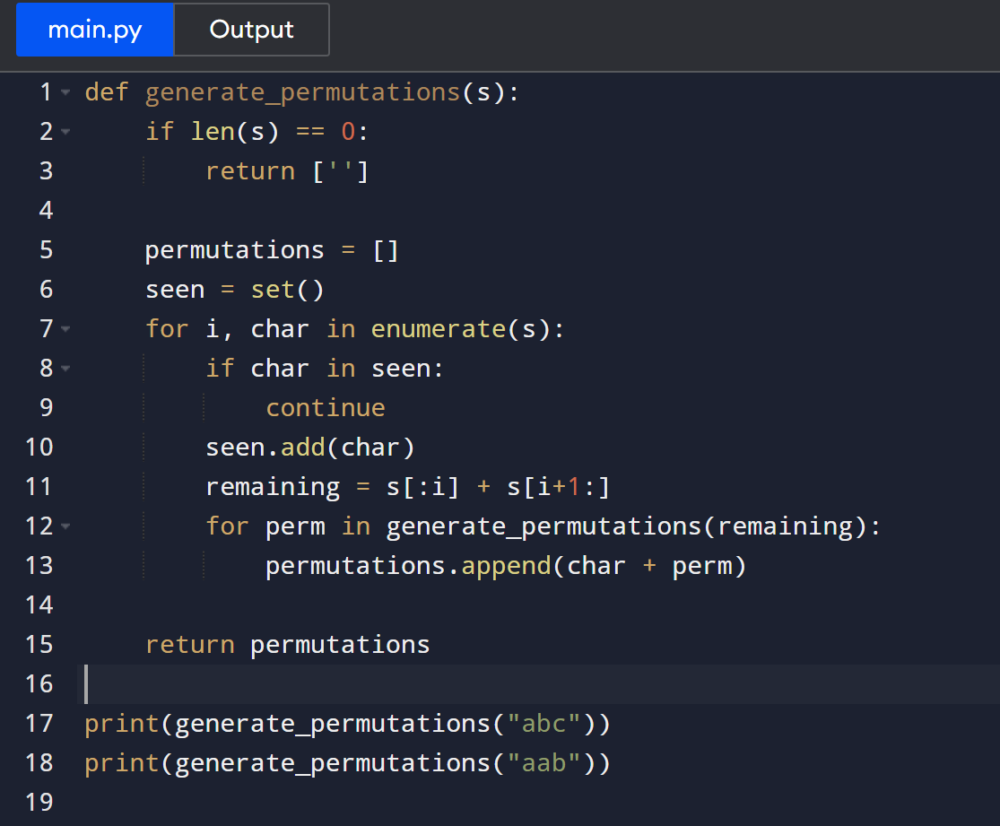 main.py Output
1 def generate_permutations(s):
2     if len(s) == 0:
3         return ['']
4
5     permutations = []
6     seen = set()
7     for i, char in enumerate(s):
8         if char in seen:
9             continue
10         seen.add(char)
11         remaining = s[:i] + s[i+1:]
12         for perm in generate_permutations(remaining):
13             permutations.append(char + perm)
14
15     return permutations
16
17 print(generate_permutations("abc"))
18 print(generate_permutations("aab"))
19